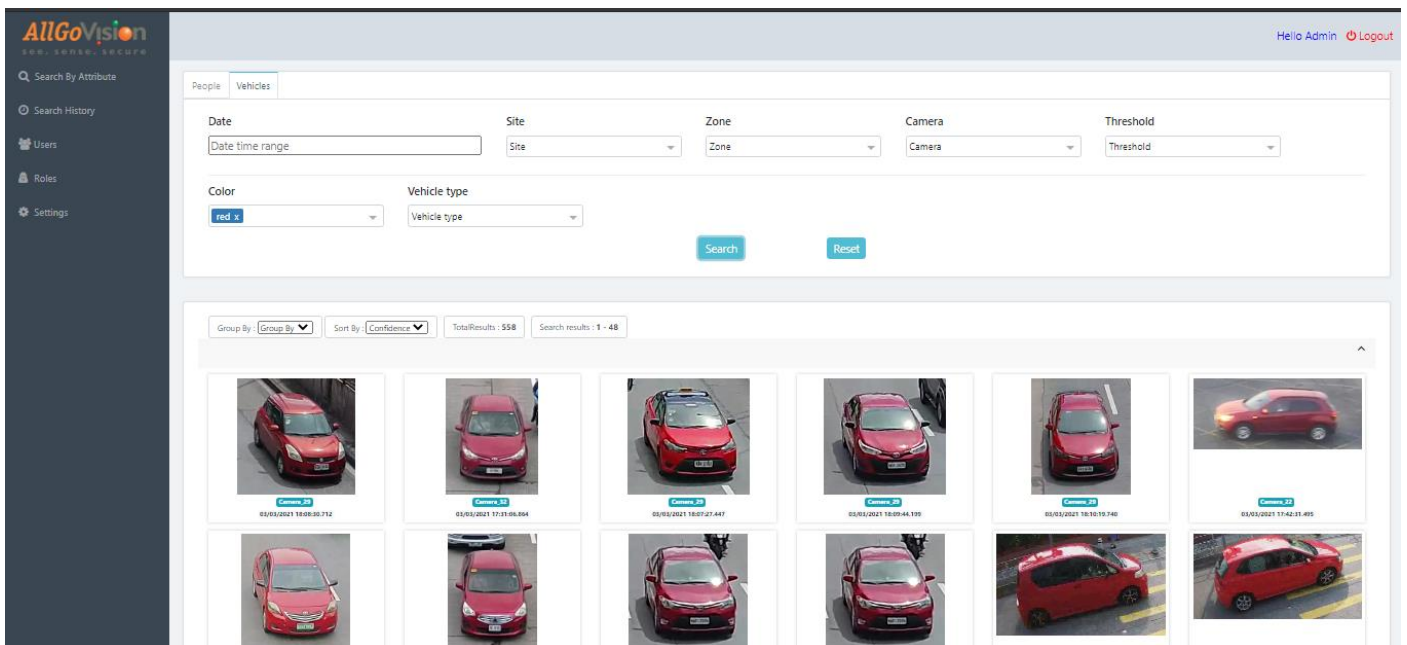 AllGoVision
see. sense. secure
Hello Admin Logout
Search By Attribute
Search History
Users
Roles
Settings
People Vehicles
Date Site Zone Camera Threshold
Date time range Site Zone Camera Threshold
Color Vehicle type
red x Vehicle type
Search Reset
Group By : Group By Sort By : Confidence TotalResults : 558 Search results : 1 - 48
Camera_29 Camera_32 Camera_29 Camera_29 Camera_29 Camera_22
03/03/2021 18:08:30.712 03/03/2021 17:31:06.864 03/03/2021 18:07:27.447 03/03/2021 18:09:44.199 03/03/2021 18:10:19.740 03/03/2021 17:42:31.495